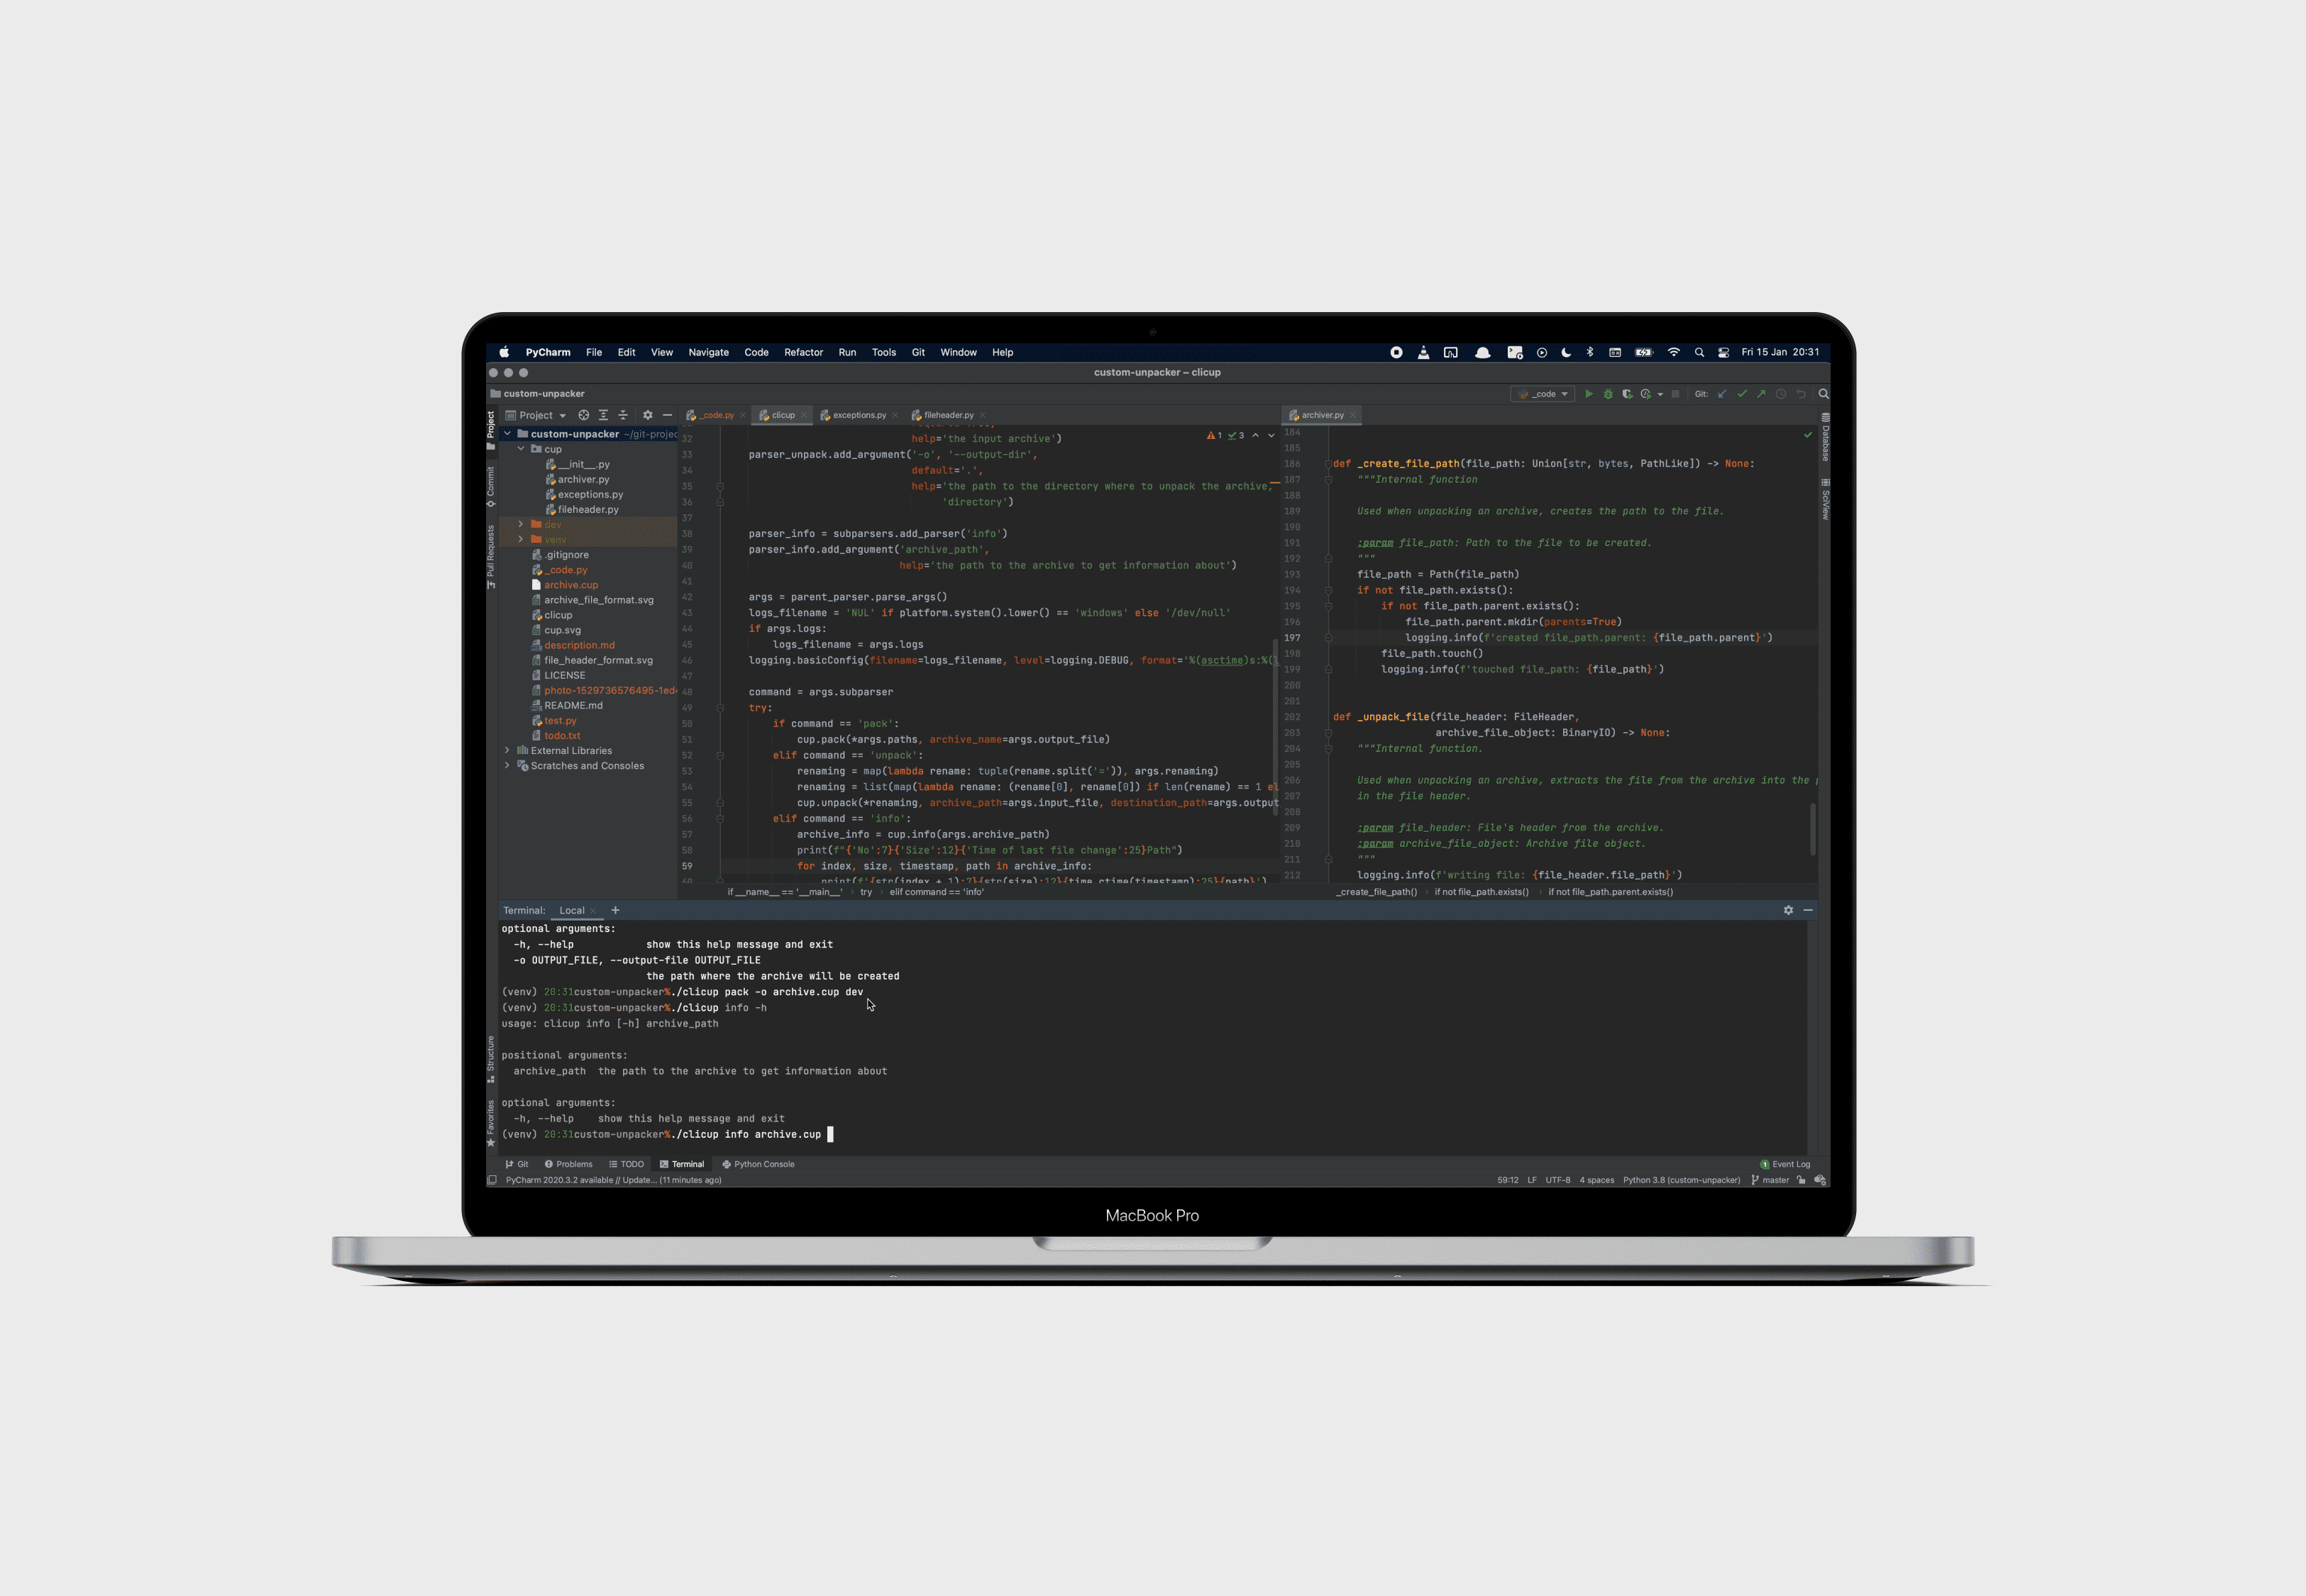 PyCharm File Edit View Navigate Code Refactor Run Tools Git Window Help Fri 15 Jan 20:31
custom-unpacker – clicup
custom-unpacker _code Git:
Project
_code.py clicup exceptions.py fileheader.py archiver.py
Project
Commit
Pull Requests
Structure
Favorites
custom-unpacker ~/git-projec
cup
__init__.py
archiver.py
exceptions.py
fileheader.py
dev
venv
.gitignore
_code.py
archive.cup
archive_file_format.svg
clicup
cup.svg
description.md
file_header_format.svg
LICENSE
photo-1529736576495-1ed4
README.md
test.py
todo.txt
External Libraries
Scratches and Consoles
1 3
32 help='the input archive')
33 parser_unpack.add_argument('-o', '--output-dir',
34 default='.',
35 help='the path to the directory where to unpack the archive,
36 'directory')
37
38 parser_info = subparsers.add_parser('info')
39 parser_info.add_argument('archive_path',
40 help='the path to the archive to get information about')
41
42 args = parent_parser.parse_args()
43 logs_filename = 'NUL' if platform.system().lower() == 'windows' else '/dev/null'
44 if args.logs:
45 logs_filename = args.logs
46 logging.basicConfig(filename=logs_filename, level=logging.DEBUG, format='%(asctime)s:%(
47
48 command = args.subparser
49 try:
50 if command == 'pack':
51 cup.pack(*args.paths, archive_name=args.output_file)
52 elif command == 'unpack':
53 renaming = map(lambda rename: tuple(rename.split('=')), args.renaming)
54 renaming = list(map(lambda rename: (rename[0], rename[0]) if len(rename) == 1 el
55 cup.unpack(*renaming, archive_path=args.input_file, destination_path=args.output
56 elif command == 'info':
57 archive_info = cup.info(args.archive_path)
58 print(f"{'No':7}{'Size':12}{'Time of last file change':25}Path")
59 for index, size, timestamp, path in archive_info:
60 print(f'{str(index + 1):7}{str(size):12}{time.ctime(timestamp):25}{path}')
if __name__ == '__main__' try elif command == 'info'
184
185
186 def _create_file_path(file_path: Union[str, bytes, PathLike]) -> None:
187 """Internal function
188
189 Used when unpacking an archive, creates the path to the file.
190
191 :param file_path: Path to the file to be created.
192 """
193 file_path = Path(file_path)
194 if not file_path.exists():
195 if not file_path.parent.exists():
196 file_path.parent.mkdir(parents=True)
197 logging.info(f'created file_path.parent: {file_path.parent}')
198 file_path.touch()
199 logging.info(f'touched file_path: {file_path}')
200
201
202 def _unpack_file(file_header: FileHeader,
203 archive_file_object: BinaryIO) -> None:
204 """Internal function.
205
206 Used when unpacking an archive, extracts the file from the archive into the
207 in the file header.
208
209 :param file_header: File's header from the archive.
210 :param archive_file_object: Archive file object.
211 """
212 logging.info(f'writing file: {file_header.file_path}')
_create_file_path() if not file_path.exists() if not file_path.parent.exists()
Database
SciView
Terminal: Local +
optional arguments:
-h, --help show this help message and exit
-o OUTPUT_FILE, --output-file OUTPUT_FILE
the path where the archive will be created
(venv) 20:31custom-unpacker%./clicup pack -o archive.cup dev
(venv) 20:31custom-unpacker%./clicup info -h
usage: clicup info [-h] archive_path
positional arguments:
archive_path the path to the archive to get information about
optional arguments:
-h, --help show this help message and exit
(venv) 20:31custom-unpacker%./clicup info archive.cup
Git Problems TODO Terminal Python Console 1 Event Log
PyCharm 2020.3.2 available // Update... (11 minutes ago) 59:12 LF UTF-8 4 spaces Python 3.8 (custom-unpacker) master
MacBook Pro